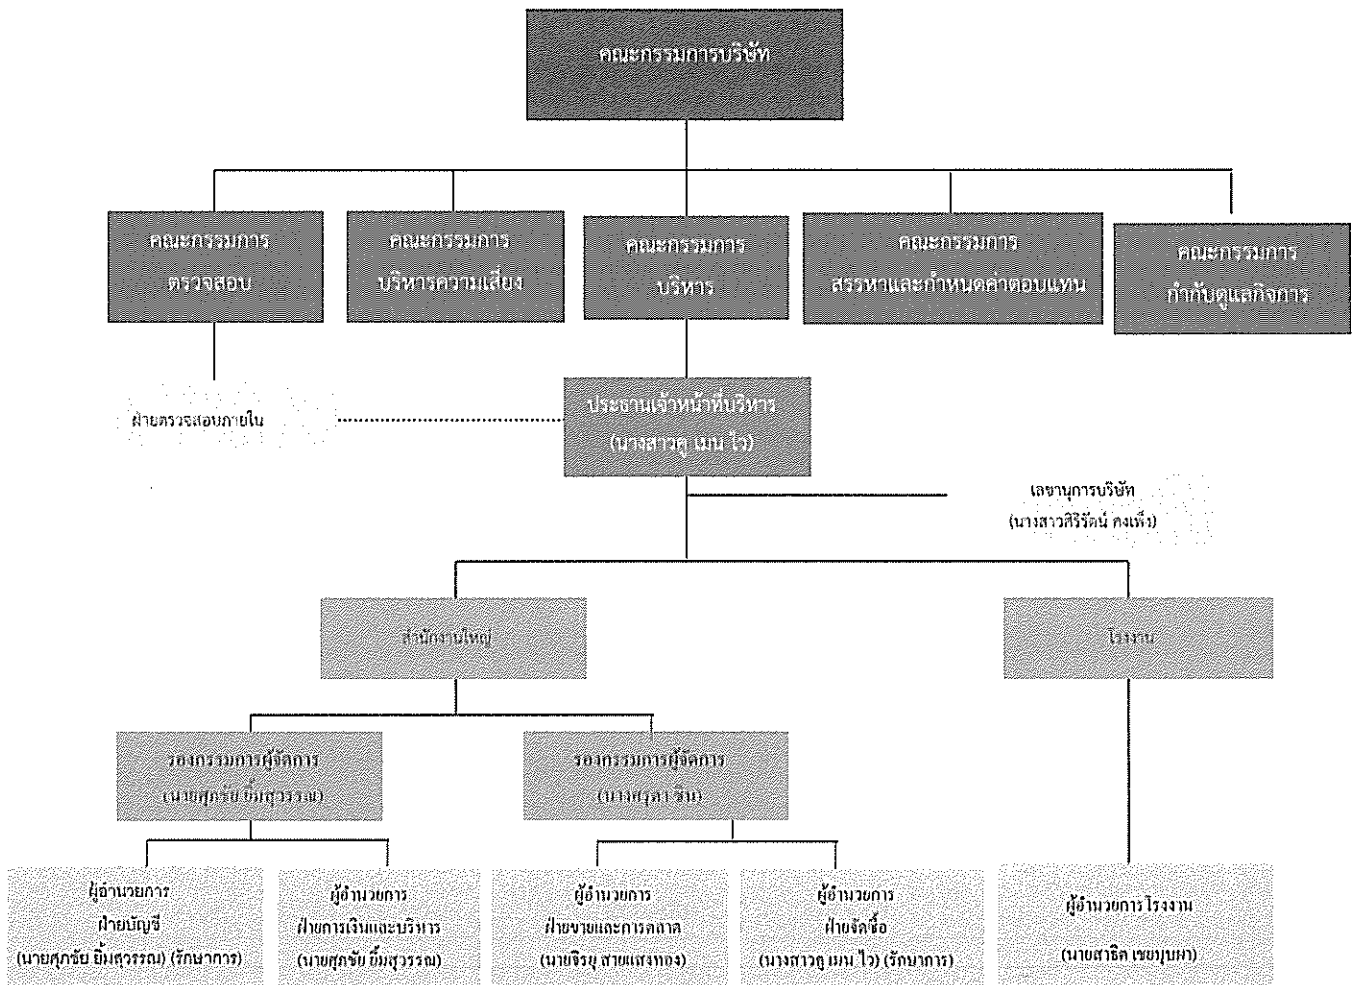 คณะกรรมการบริษัท
คณะกรรมการ
ตรวจสอบ
คณะกรรมการ
บริหารความเสี่ยง
คณะกรรมการ
บริหาร
คณะกรรมการ
สรรหาและกำหนดค่าตอบแทน
คณะกรรมการ
กำกับดูแลกิจการ
ฝ่ายตรวจสอบภายใน
ประธานเจ้าหน้าที่บริหาร
(นางสาวคู เมน ไว)
เลขานุการบริษัท
(นางสาวศิริรัตน์ คงเพ็ง)
สำนักงานใหญ่
โรงงาน
รองกรรมการผู้จัดการ
(นายศุภชัย ยิ้มสุวรรณ)
รองกรรมการผู้จัดการ
ชิน)
ผู้อำนวยการ
ฝ่ายบัญชี
(นายศุภชัย ยิ้มสุวรรณ) (รักษาการ)
ผู้อำนวยการ
ฝ่ายการเงินและบริหาร
(นายศุภชัย ยิ้มสุวรรณ)
ผู้อำนวยการ
ฝ่ายขายและการตลาด
(นายจิรยุ สายแสงทอง)
ผู้อำนวยการ
ฝ่ายจัดซื้อ
(นางสาวคู เมน ไว) (รักษาการ)
ผู้อำนวยการโรงงาน
(นายสาธิต เชยบุบผา)